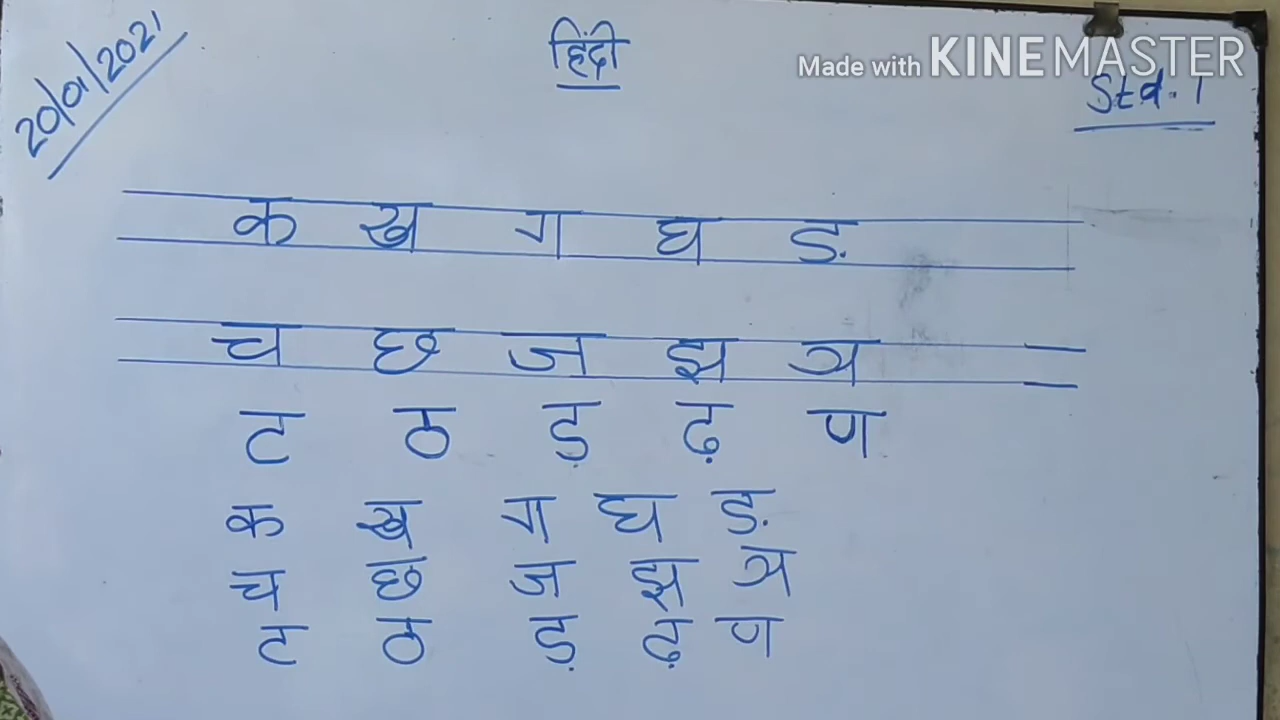 20/01/2021
हिंदी
Made with KINEMASTER
Std. 1
क ख ग घ ङ
च छ ज झ ञ
ट ठ ड़ ढ़ ण
क ख ग घ ङ
च छ ज झ ञ
ट ठ ड़ ढ़ ण